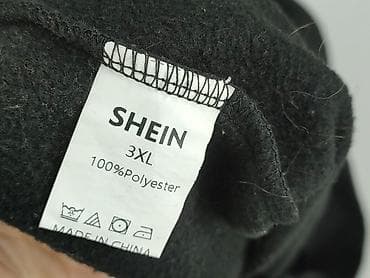 SHEIN
3XL
100%Polyester
MADE IN CHINA